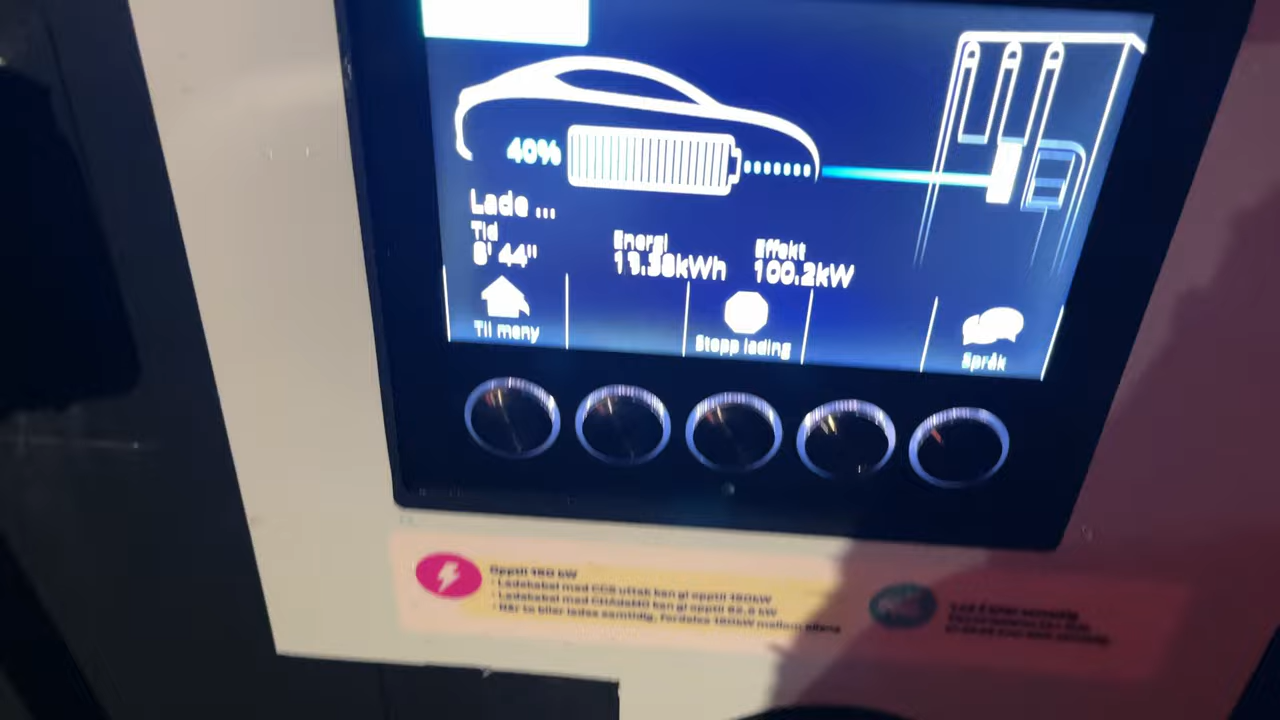 40%
Lade ...
Tid
8' 44"
Energi
kWh
Effekt
100.2kW
Til meny
Stopp lading
Språk
Opptil 150 kW
- Ladekabel med CCS uttak kan gi opptil 150kW
- Ladekabel med CHAdeMO kan gi opptil kW
- Når to biler lades samtidig, fordeles 150kW mellom